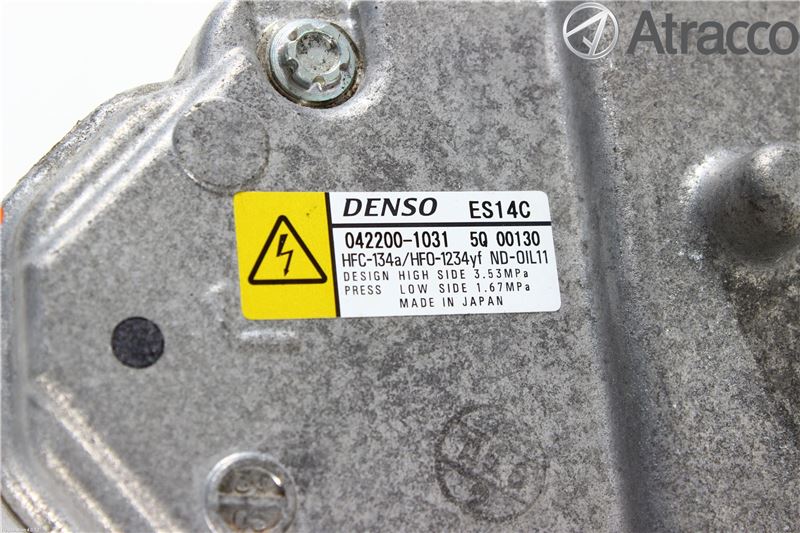 Atracco
DENSO ES14C
042200-1031 5Q 00130
HFC-134a/HFO-1234yf ND-OIL11
DESIGN HIGH SIDE 3.53MPa
PRESS LOW SIDE 1.67MPa
MADE IN JAPAN